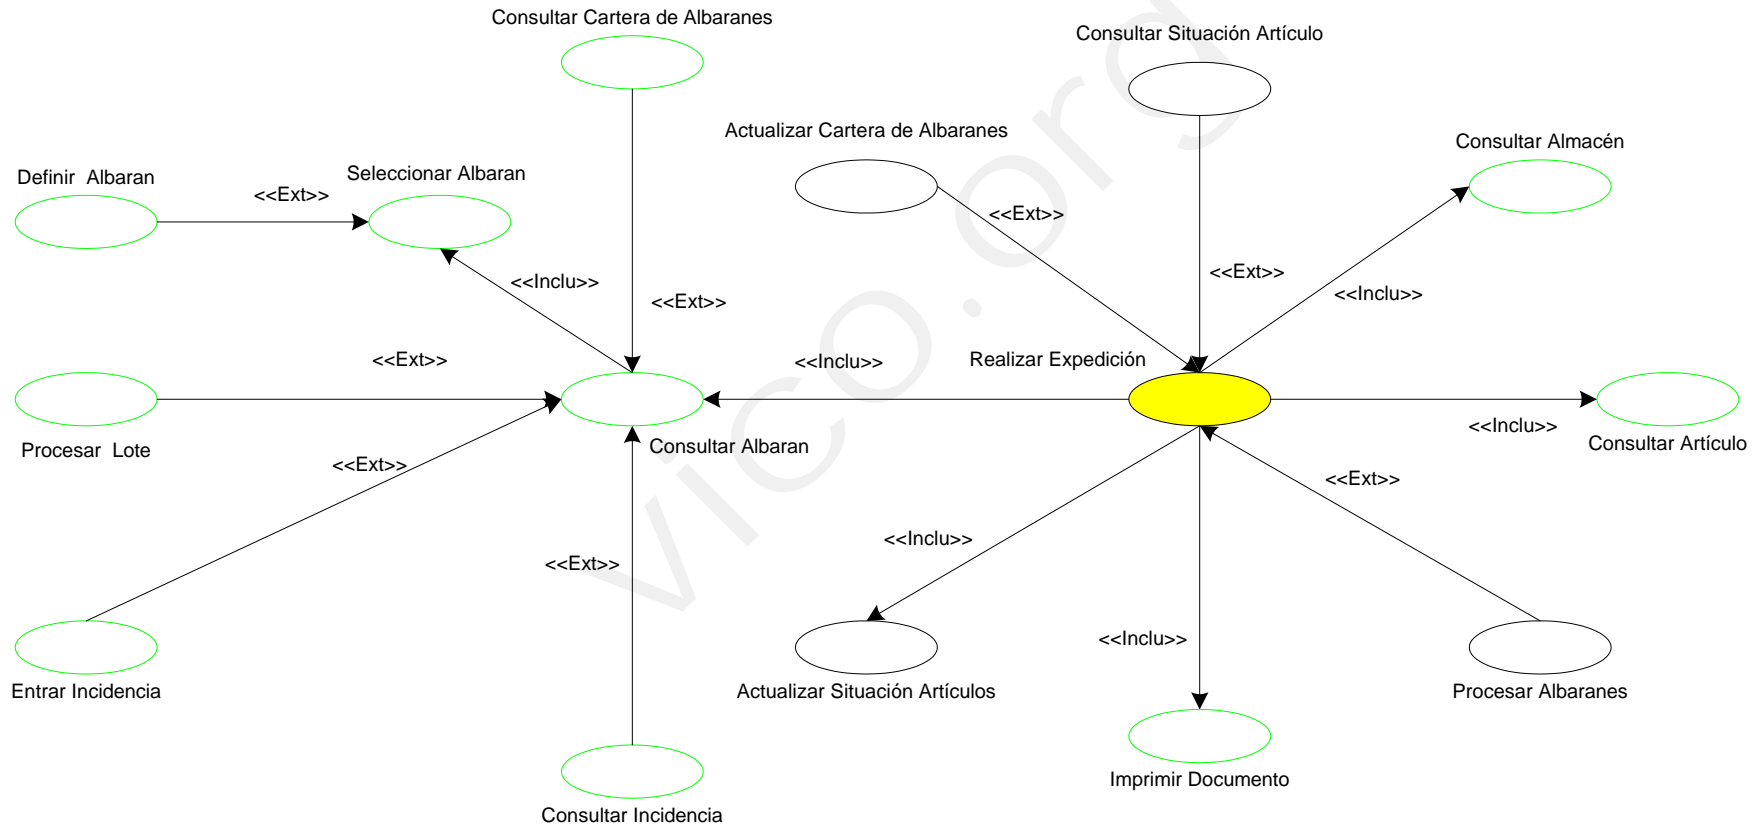 Consultar Cartera de Albaranes
Consultar Situación Artículo
Actualizar Cartera de Albaranes
Consultar Almacén
Definir Albaran
<<Ext>>
Seleccionar Albaran
<<Ext>>
<<Inclu>>
<<Ext>>
<<Ext>>
<<Inclu>>
<<Ext>>
<<Inclu>>
Realizar Expedición
Procesar Lote
Consultar Albaran
<<Inclu>>
Consultar Artículo
<<Ext>>
<<Ext>>
<<Inclu>>
<<Ext>>
<<Inclu>>
Entrar Incidencia
Actualizar Situación Artículos
Procesar Albaranes
Imprimir Documento
Consultar Incidencia
vico.org